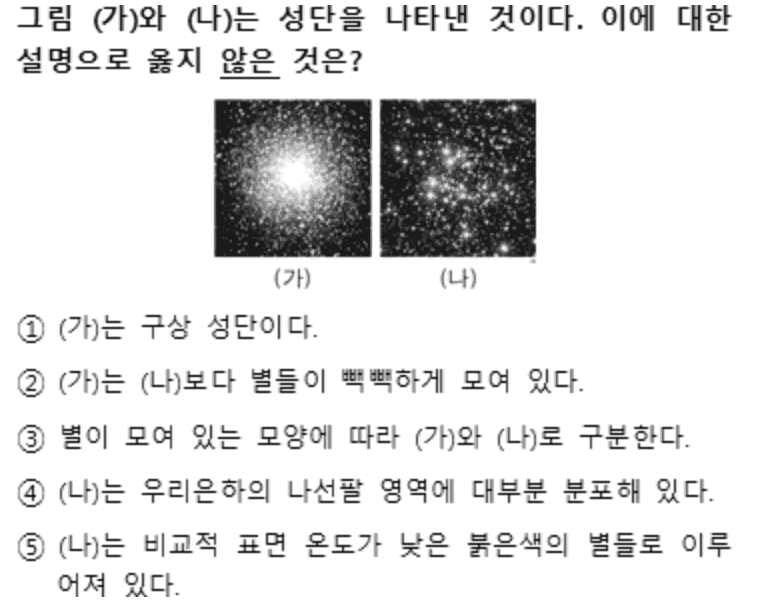 그림 (가)와 (나)는 성단을 나타낸 것이다. 이에 대한
설명으로 옳지 않은 것은?
(가) (나)
① (가)는 구상 성단이다.
② (가)는 (나)보다 별들이 빽빽하게 모여 있다.
③ 별이 모여 있는 모양에 따라 (가)와 (나)로 구분한다.
④ (나)는 우리은하의 나선팔 영역에 대부분 분포해 있다.
⑤ (나)는 비교적 표면 온도가 낮은 붉은색의 별들로 이루
어져 있다.